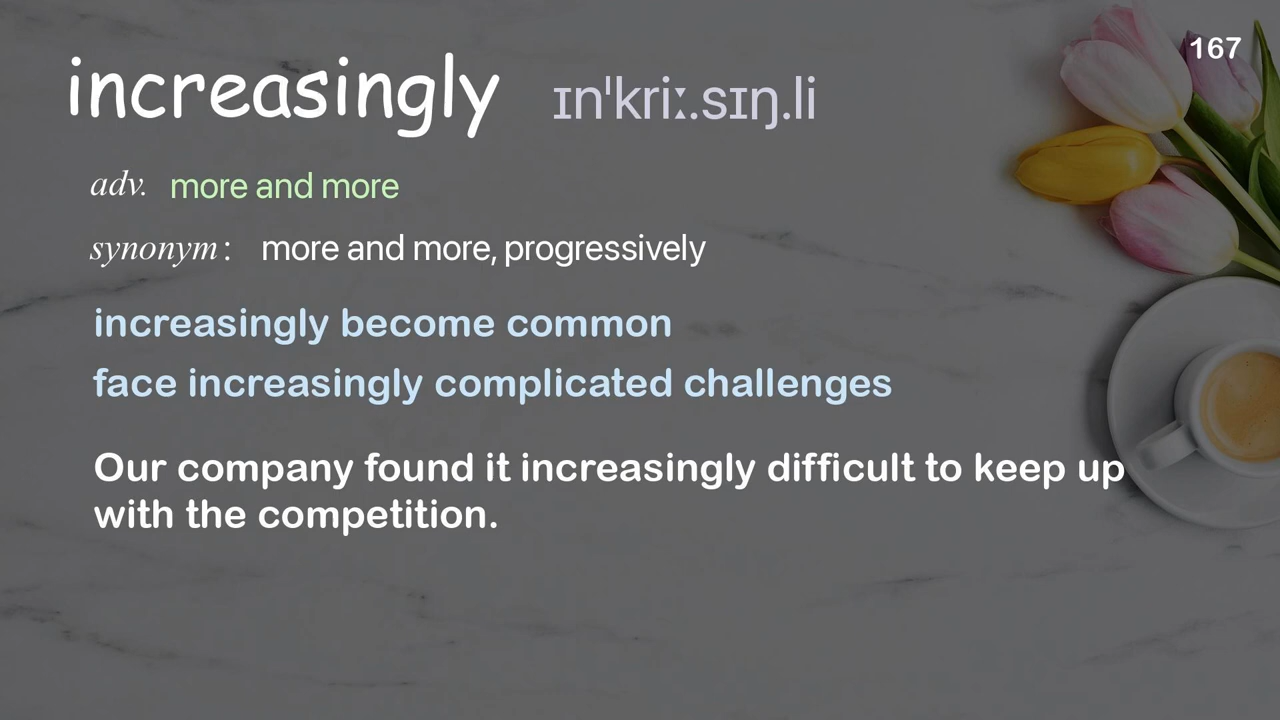 167
increasingly ɪnˈkriː.sɪŋ.li
adv. more and more
synonym: more and more, progressively
increasingly become common
face increasingly complicated challenges
Our company found it increasingly difficult to keep up
with the competition.